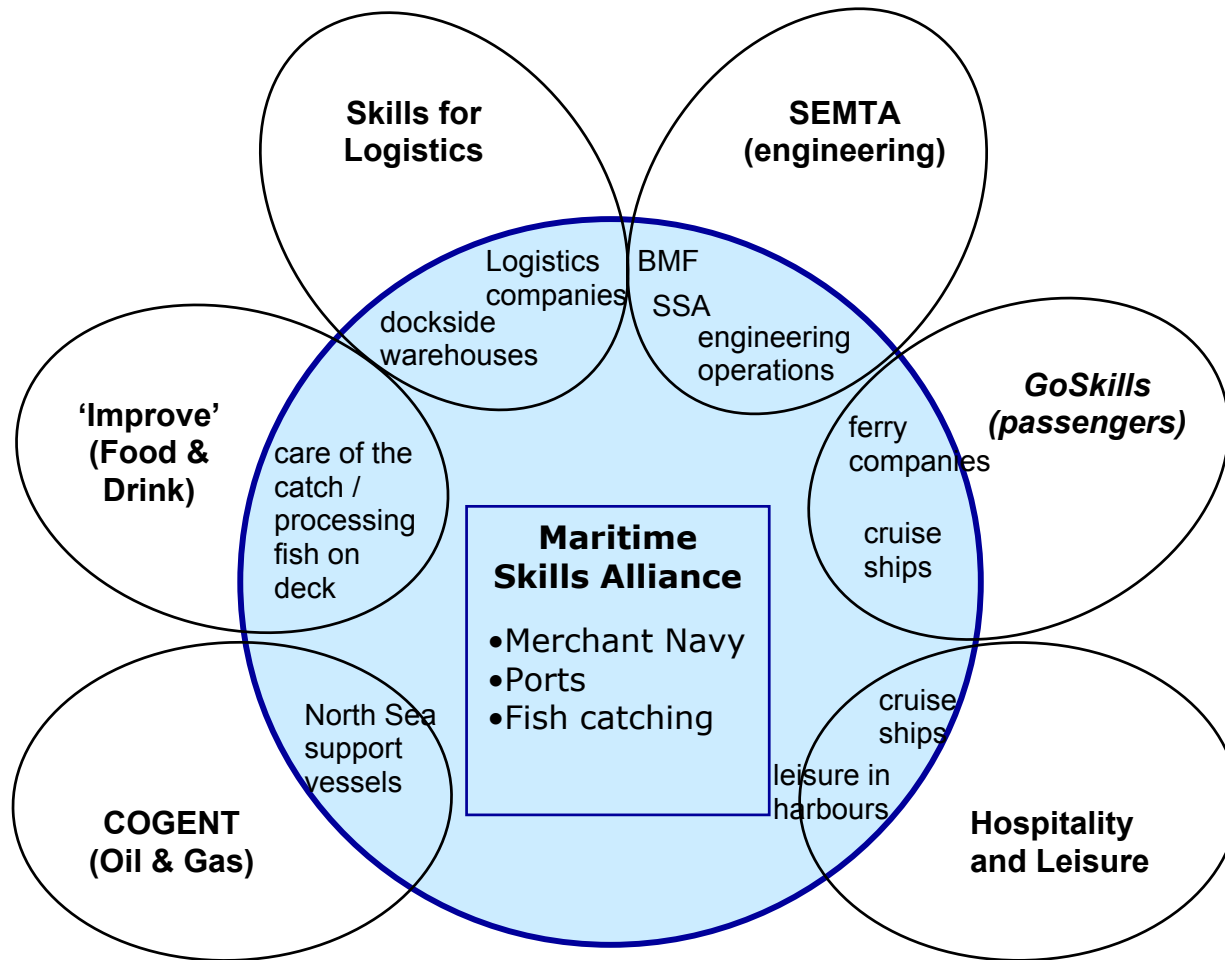 Skills for
Logistics
SEMTA
(engineering)
Logistics
companies
dockside
warehouses
BMF
SSA
engineering
operations
GoSkills
(passengers)
‘Improve’
(Food &
Drink)
care of the
catch /
processing
fish on
deck
ferry
companies
cruise
ships
Maritime
Skills Alliance
•Merchant Navy
•Ports
•Fish catching
North Sea
support
vessels
cruise
ships
leisure in
harbours
COGENT
(Oil & Gas)
Hospitality
and Leisure